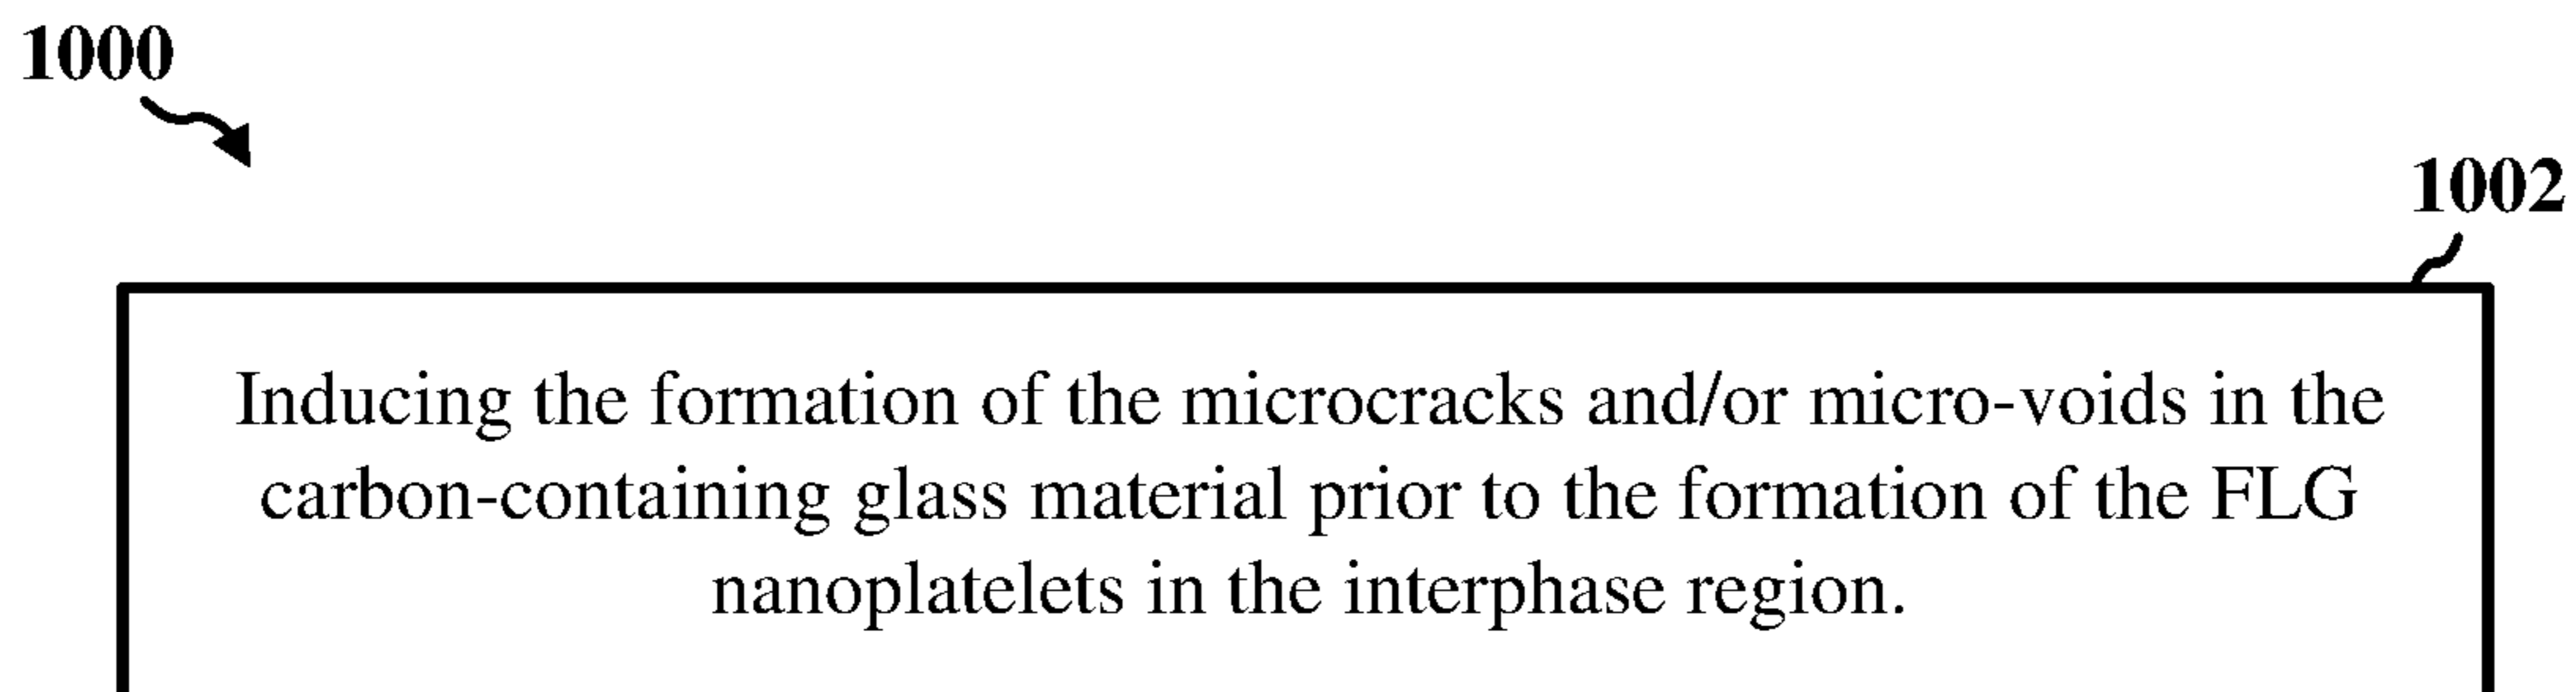 1000
1002
Inducing the formation of the microcracks and/or micro-voids in the
carbon-containing glass material prior to the formation of the FLG
nanoplatelets in the interphase region.